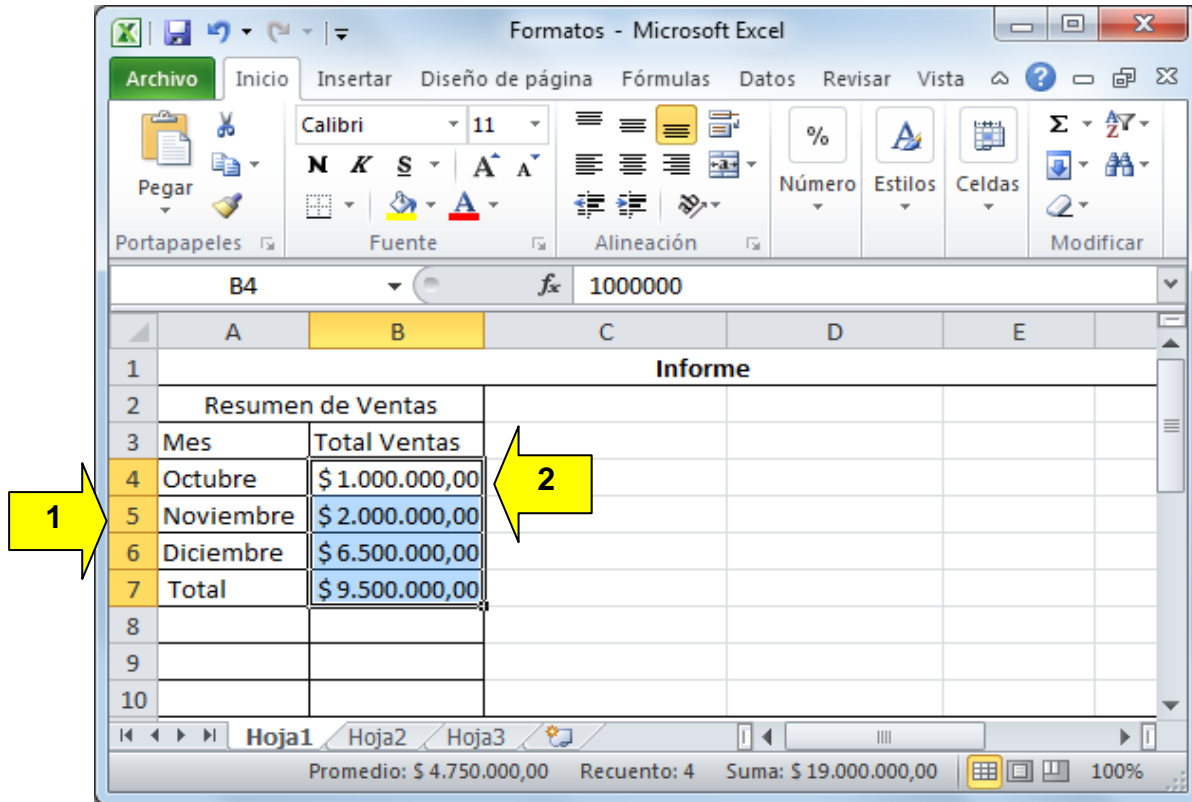 Formatos - Microsoft Excel
Archivo Inicio Insertar Diseño de página Fórmulas Datos Revisar Vista
Calibri 11
Pegar
N K S A A
Número Estilos Celdas
A
Portapapeles Fuente Alineación Modificar
B4 fx 1000000
A B C D E
1 Informe
2 Resumen de Ventas
3 Mes Total Ventas
4 Octubre $ 1.000.000,00
5 Noviembre $ 2.000.000,00
6 Diciembre $ 6.500.000,00
7 Total $ 9.500.000,00
8
9
10
1
2
Hoja1 Hoja2 Hoja3
Promedio: $ 4.750.000,00 Recuento: 4 Suma: $ 19.000.000,00 100%